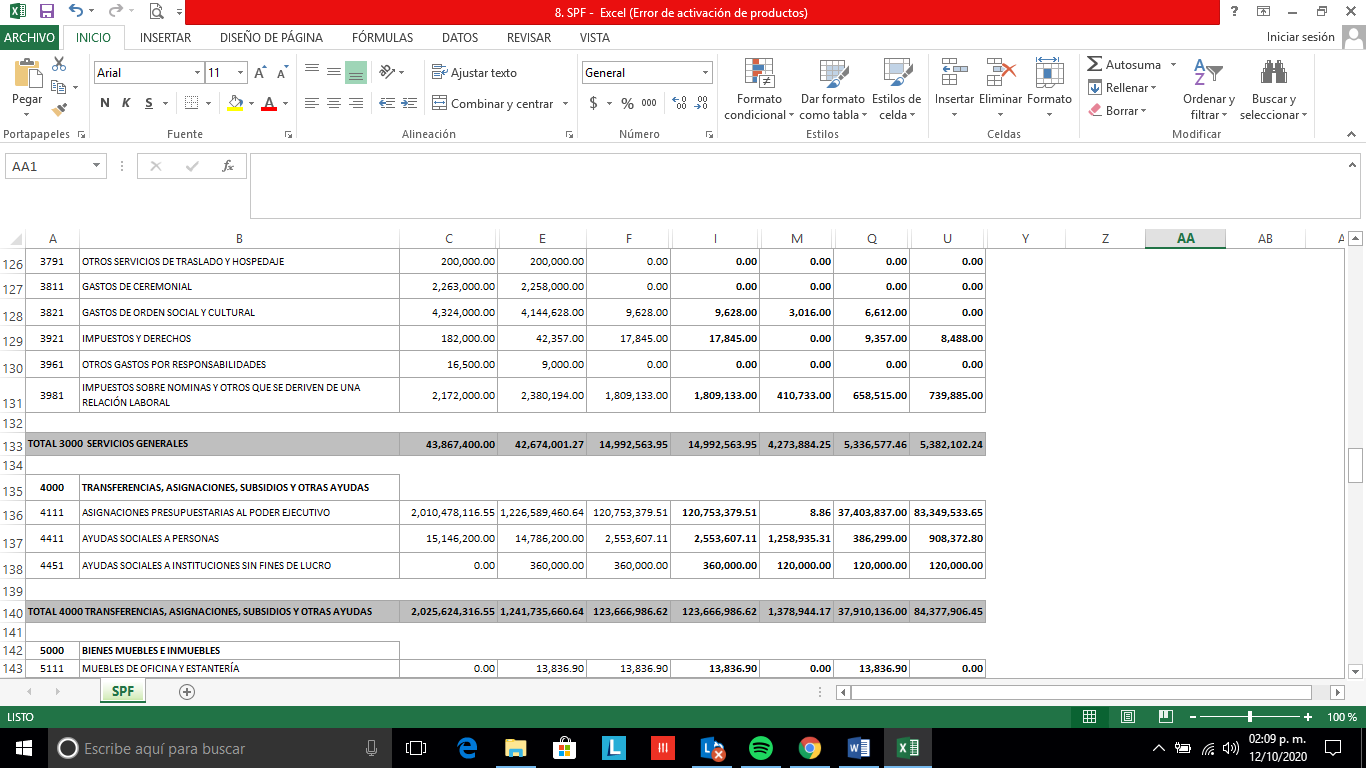 8. SPF - Excel (Error de activación de productos)
?
ARCHIVO INICIO INSERTAR DISEÑO DE PÁGINA FÓRMULAS DATOS REVISAR VISTA Iniciar sesión
Pegar
Arial 11
N K S
Ajustar texto
Combinar y centrar
General
$ % 000
Formato condicional
Dar formato como tabla
Estilos de celda
Insertar Eliminar Formato
Autosuma
Rellenar
Borrar
Ordenar y filtrar
Buscar y seleccionar
Portapapeles Fuente Alineación Número Estilos Celdas Modificar
AA1 fx
A B C E F I M Q U Y Z AA AB A
126 3791 OTROS SERVICIOS DE TRASLADO Y HOSPEDAJE 200,000.00 200,000.00 0.00 0.00 0.00 0.00 0.00
127 3811 GASTOS DE CEREMONIAL 2,263,000.00 2,258,000.00 0.00 0.00 0.00 0.00 0.00
128 3821 GASTOS DE ORDEN SOCIAL Y CULTURAL 4,324,000.00 4,144,628.00 9,628.00 9,628.00 3,016.00 6,612.00 0.00
129 3921 IMPUESTOS Y DERECHOS 182,000.00 42,357.00 17,845.00 17,845.00 0.00 9,357.00 8,488.00
130 3961 OTROS GASTOS POR RESPONSABILIDADES 16,500.00 9,000.00 0.00 0.00 0.00 0.00 0.00
131 3981 IMPUESTOS SOBRE NOMINAS Y OTROS QUE SE DERIVEN DE UNA
RELACIÓN LABORAL 2,172,000.00 2,380,194.00 1,809,133.00 1,809,133.00 410,733.00 658,515.00 739,885.00
132
133 TOTAL 3000 SERVICIOS GENERALES 43,867,400.00 42,674,001.27 14,992,563.95 14,992,563.95 4,273,884.25 5,336,577.46 5,382,102.24
134
135 4000 TRANSFERENCIAS, ASIGNACIONES, SUBSIDIOS Y OTRAS AYUDAS
136 4111 ASIGNACIONES PRESUPUESTARIAS AL PODER EJECUTIVO 2,010,478,116.55 1,226,589,460.64 120,753,379.51 120,753,379.51 8.86 37,403,837.00 83,349,533.65
137 4411 AYUDAS SOCIALES A PERSONAS 15,146,200.00 14,786,200.00 2,553,607.11 2,553,607.11 1,258,935.31 386,299.00 908,372.80
138 4451 AYUDAS SOCIALES A INSTITUCIONES SIN FINES DE LUCRO 0.00 360,000.00 360,000.00 360,000.00 120,000.00 120,000.00 120,000.00
139
140 TOTAL 4000 TRANSFERENCIAS, ASIGNACIONES, SUBSIDIOS Y OTRAS AYUDAS 2,025,624,316.55 1,241,735,660.64 123,666,986.62 123,666,986.62 1,378,944.17 37,910,136.00 84,377,906.45
141
142 5000 BIENES MUEBLES E INMUEBLES
143 5111 MUEBLES DE OFICINA Y ESTANTERÍA 0.00 13,836.90 13,836.90 13,836.90 0.00 13,836.90 0.00
SPF
LISTO 100 %
Escribe aquí para buscar
02:09 p. m.
12/10/2020